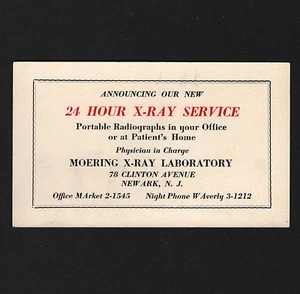 ANNOUNCING OUR NEW
24 HOUR X-RAY SERVICE
Portable Radiographs in your Office
or at Patient's Home
Physician in Charge
MOERING X-RAY LABORATORY
78 CLINTON AVENUE
NEWARK, N. J.
Office MArket 2-1545 Night Phone WAverly 3-1212